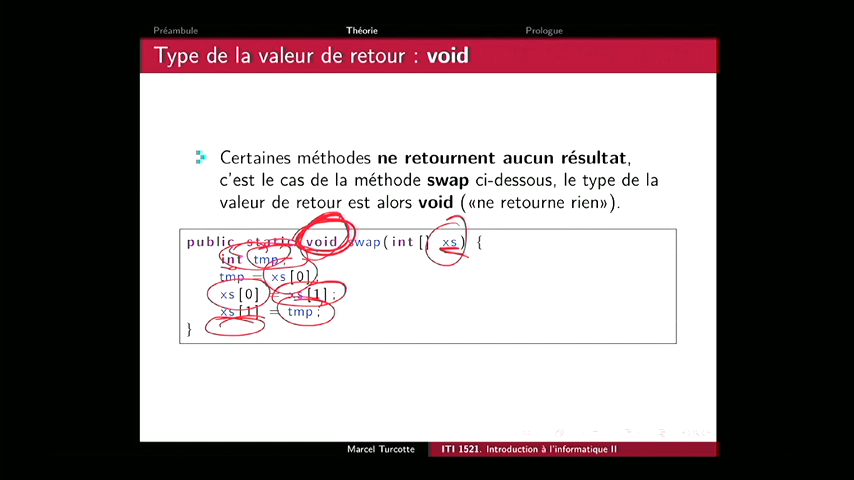 Préambule Théorie Prologue
Type de la valeur de retour : void
Certaines méthodes ne retournent aucun résultat,
c'est le cas de la méthode swap ci-dessous, le type de la
valeur de retour est alors void («ne retourne rien»).
public static void swap(int[] xs) {
int tmp;
tmp = xs[0];
xs[0] = xs[1];
xs[1] = tmp;
}
Marcel Turcotte ITI 1521. Introduction à l'informatique II